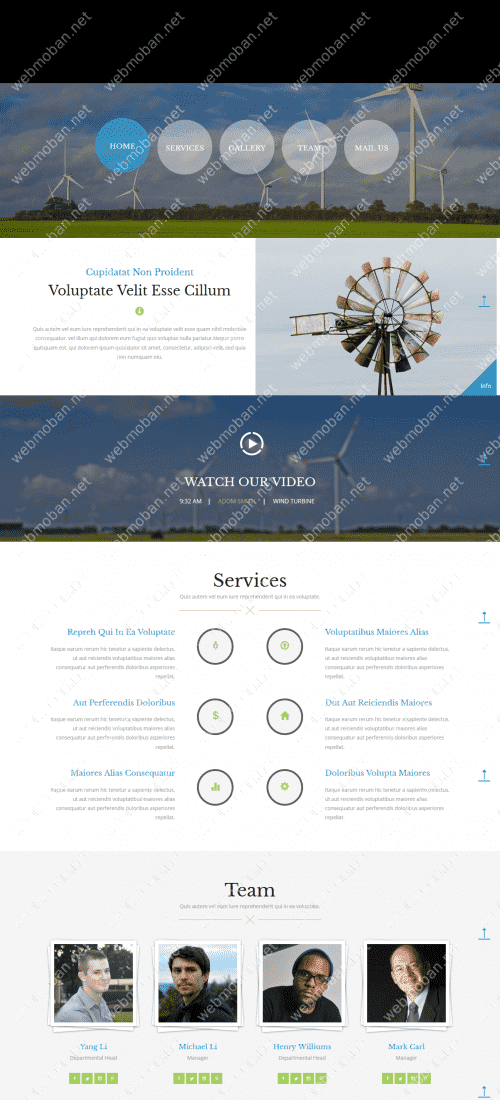 webmoban.net
HOME
SERVICES
GALLERY
TEAM
MAIL US
Cupidatat Non Proident
Voluptate Velit Esse Cillum
Quis autem vel eum iure reprehenderit qui in ea voluptate velit esse quam nihil molestiae
consequatur, vel illum qui dolorem eum fugiat quo voluptas nulla pariatur.Neque porro
quisquam est, qui dolorem ipsum quia dolor sit amet, consectetur, adipisci velit, sed quia
non numquam eiu.
Info
WATCH OUR VIDEO
9:32 AM | ADOM SMITH | WIND TURBINE
Services
Quis autem vel eum iure reprehenderit qui in ea voluptate.
Repreh Qui In Ea Voluptate
Itaque earum rerum hic tenetur a sapiente delectus,
ut aut reiciendis voluptatibus maiores alias
consequatur aut perferendis doloribus asperiores
repellat.
Voluptatibus Maiores Alias
Itaque earum rerum hic tenetur a sapiente delectus,
ut aut reiciendis voluptatibus maiores alias
consequatur aut perferendis doloribus asperiores
repellat.
Aut Perferendis Doloribus
Itaque earum rerum hic tenetur a sapiente delectus,
ut aut reiciendis voluptatibus maiores alias
consequatur aut perferendis doloribus asperiores
repellat.
Dut Aut Reiciendis Maiores
Itaque earum rerum hic tenetur a sapiente delectus,
ut aut reiciendis voluptatibus maiores alias
consequatur aut perferendis doloribus asperiores
repellat.
Maiores Alias Consequatur
Itaque earum rerum hic tenetur a sapiente delectus,
ut aut reiciendis voluptatibus maiores alias
consequatur aut perferendis doloribus asperiores
repellat.
Doloribus Volupta Maiores
Itaque earum rerum hic tenetur a sapiente delectus,
ut aut reiciendis voluptatibus maiores alias
consequatur aut perferendis doloribus asperiores
repellat.
Team
Quis autem vel eum iure reprehenderit qui in ea voluptate.
Yang Li
Departmental Head
Michael Li
Manager
Henry Williums
Departmental Head
Mark Carl
Manager